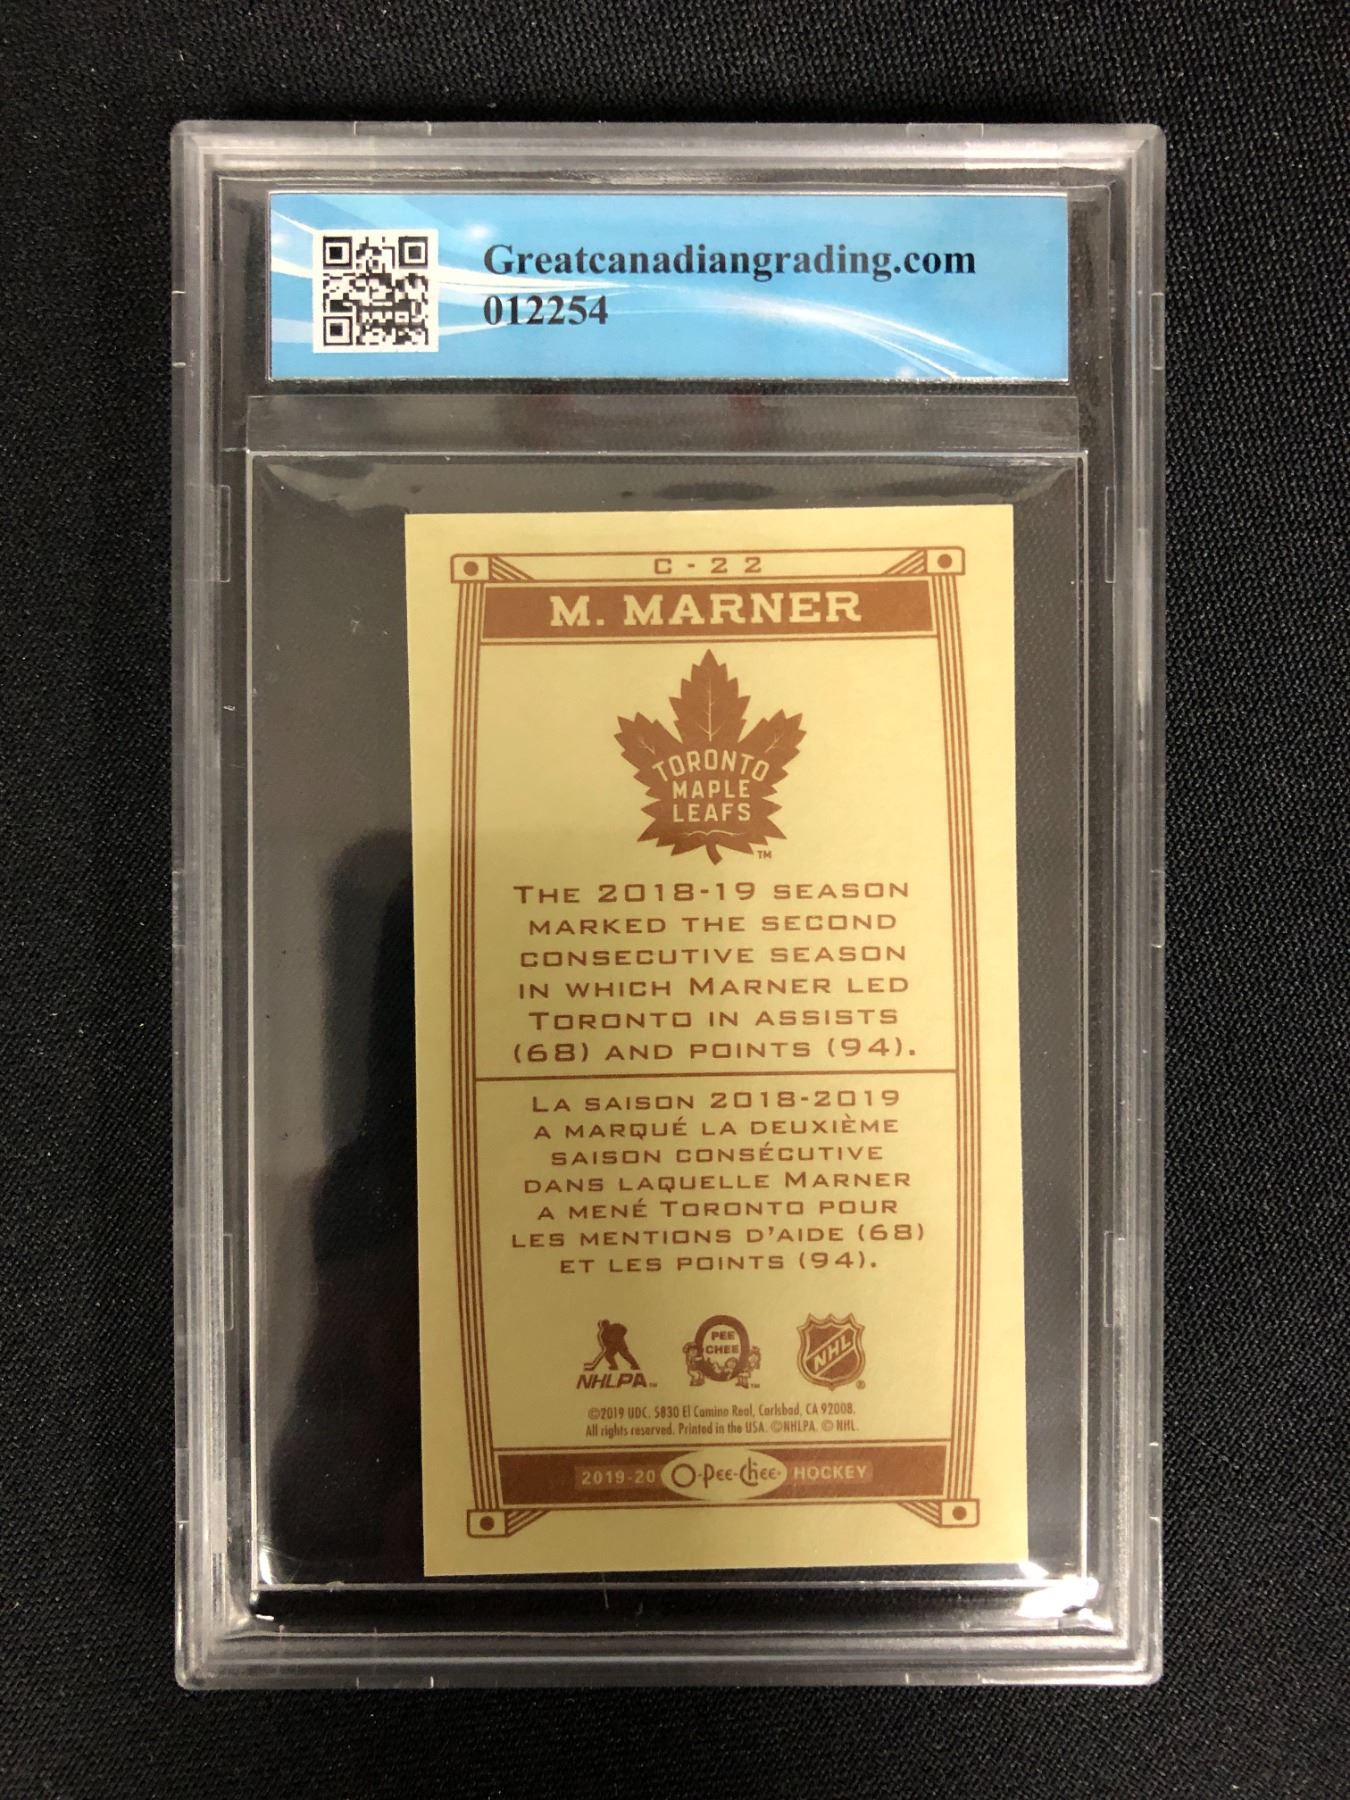 Greatcanadiangrading.com
012254
C - 22
M. MARNER
TORONTO
MAPLE
LEAFS
TM
THE 2018-19 SEASON
MARKED THE SECOND
CONSECUTIVE SEASON
IN WHICH MARNER LED
TORONTO IN ASSISTS
(68) AND POINTS (94).
LA SAISON 2018-2019
A MARQUÉ LA DEUXIÈME
SAISON CONSÉCUTIVE
DANS LAQUELLE MARNER
A MENÉ TORONTO POUR
LES MENTIONS D'AIDE (68)
ET LES POINTS (94).
NHLPA™
PEE
CHEE
™
NHL
®
©2019 UDC. 5830 El Camino Real, Carlsbad, CA 92008.
All rights reserved. Printed in the USA. ©NHLPA. © NHL.
2019-20 O-Pee-Chee HOCKEY